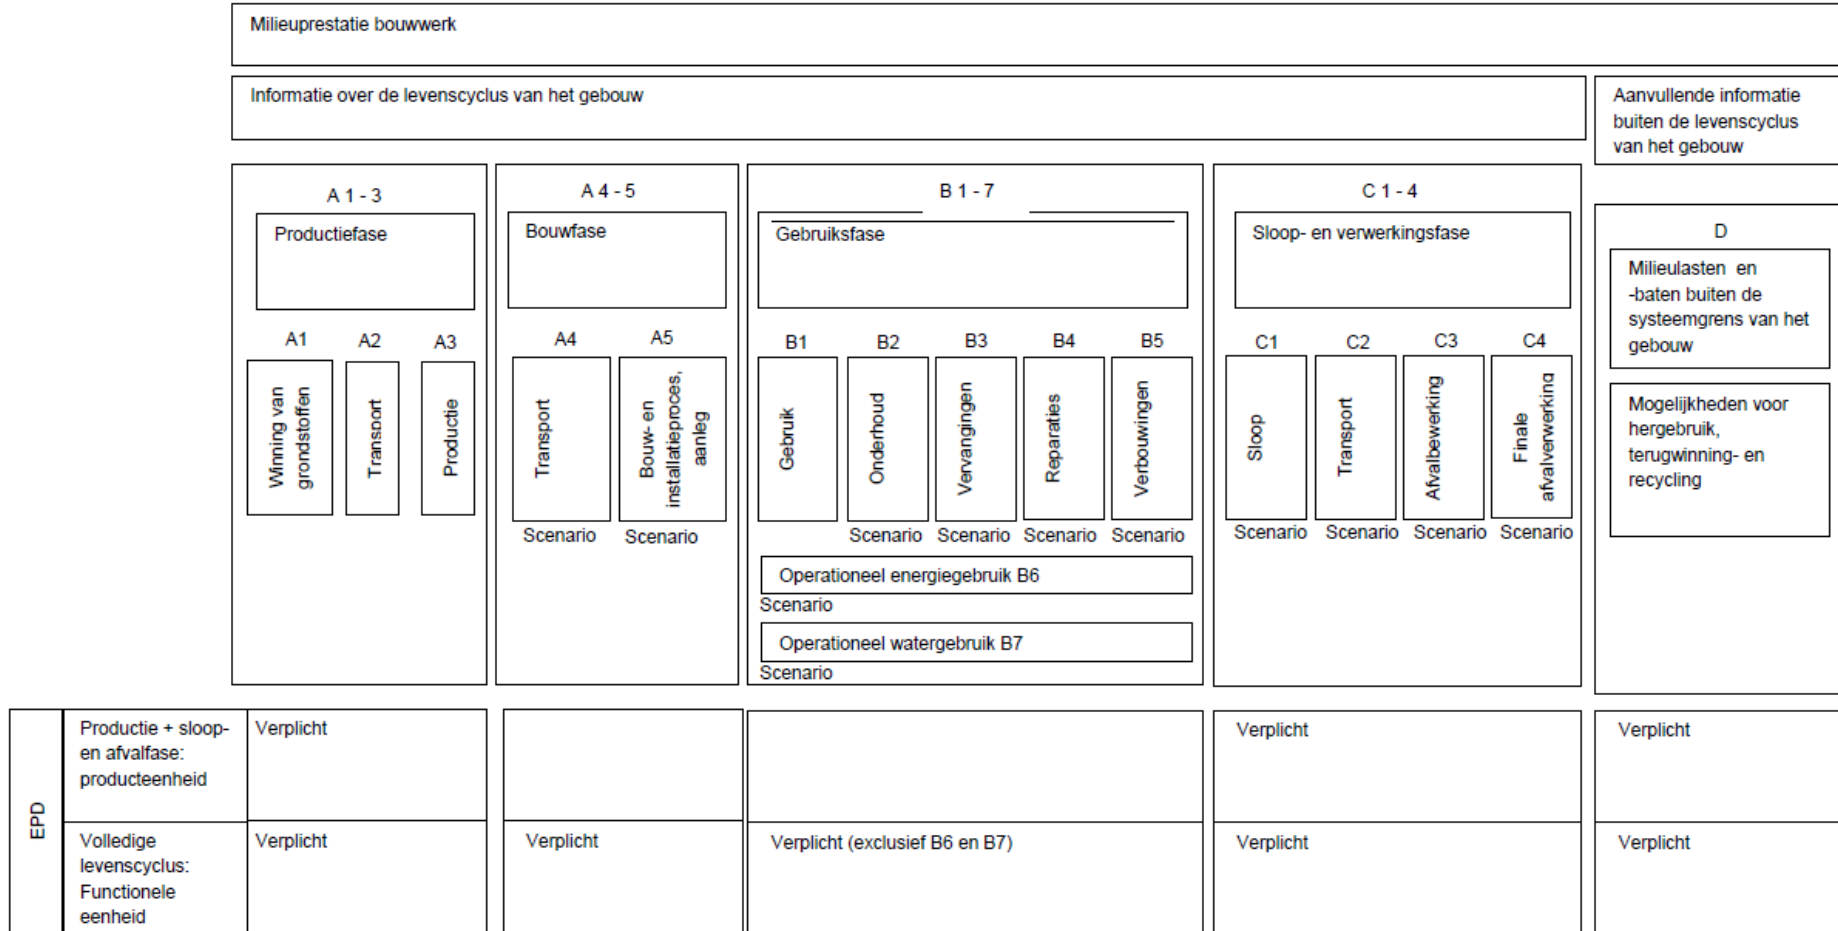 Milieuprestatie bouwwerk
Informatie over de levenscyclus van het gebouw
Aanvullende informatie
buiten de levenscyclus
van het gebouw
A 1 - 3
Productiefase
A1
A2
A3
Winning van
grondstoffen
Transport
Productie
A 4 - 5
Bouwfase
A4
A5
Transport
Bouw- en
installatieproces,
aanleg
Scenario
Scenario
B 1 - 7
Gebruiksfase
B1
B2
B3
B4
B5
Gebruik
Onderhoud
Vervangingen
Reparaties
Verbouwingen
Scenario
Scenario
Scenario
Scenario
Operationeel energiegebruik B6
Scenario
Operationeel watergebruik B7
Scenario
C 1 - 4
Sloop- en verwerkingsfase
C1
C2
C3
C4
Sloop
Transport
Afvalbewerking
Finale
afvalverwerking
Scenario
Scenario
Scenario
Scenario
D
Milieulasten en
-baten buiten de
systeemgrens van het
gebouw
Mogelijkheden voor
hergebruik,
terugwinning- en
recycling
EPD
Productie + sloop-
en afvalfase:
producteenheid
Verplicht
Verplicht
Verplicht
Volledige
levenscyclus:
Functionele
eenheid
Verplicht
Verplicht
Verplicht (exclusief B6 en B7)
Verplicht
Verplicht